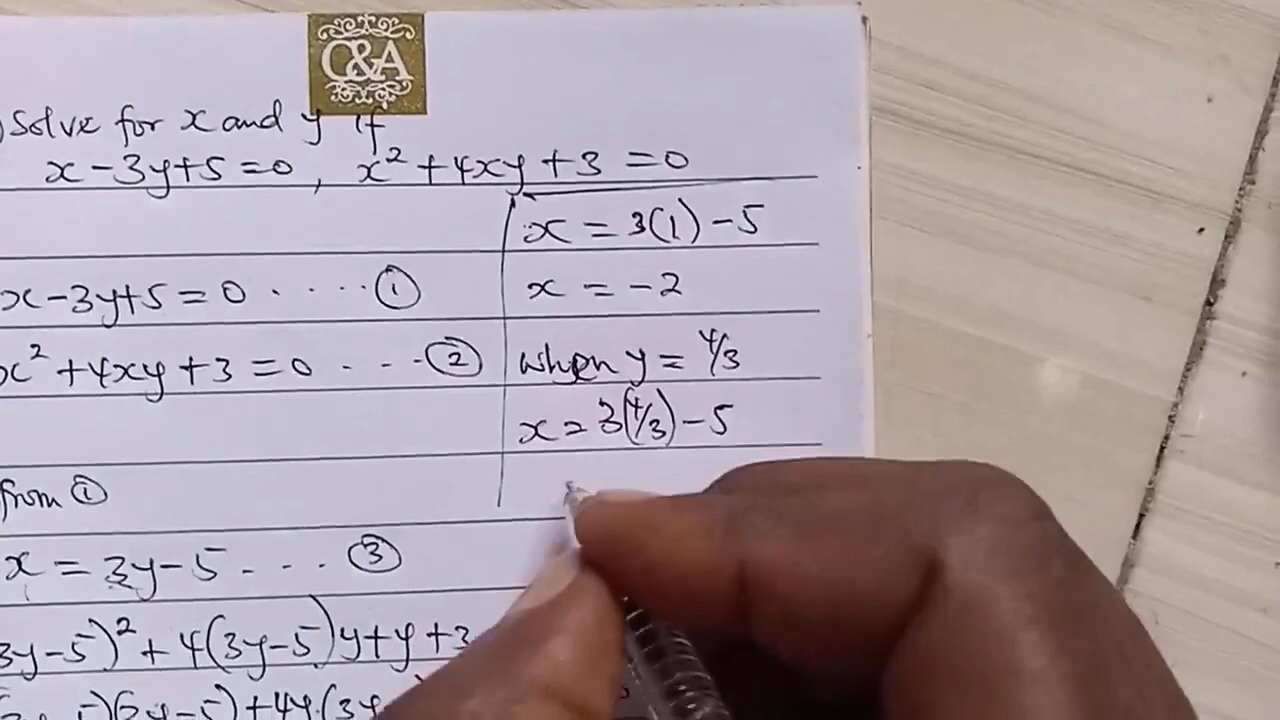 C&A
Solve for x and y if
x-3y+5=0, x²+4xy+3=0
x-3y+5=0 . . . . . ①
x²+4xy+3=0 . . . ②
from ①
x=3y-5 . . . ③
3y-5)²+4(3y-5)y+y+3
x=3(1)-5
x=-2
when y=4/3
x=3(4/3)-5